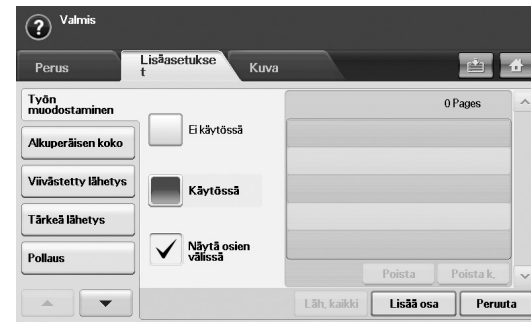 ? Valmis
Perus
Lisäasetukse
t
Kuva
Työn
muodostaminen
Alkuperäisen koko
Viivästetty lähetys
Tärkeä lähetys
Pollaus
Ei käytössä
Käytössä
Näytä osien
välissä
0 Pages
Poista
Poista k.
Läh. kaikki
Lisää osa
Peruuta